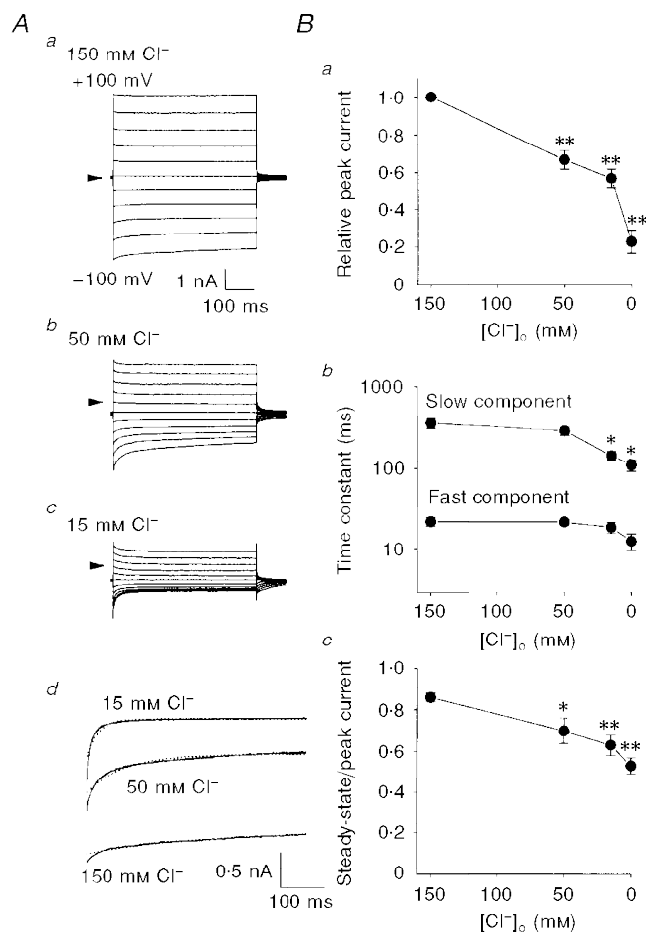 A
a
150 mM Cl⁻
+100 mV
−100 mV
1 nA
100 ms
b
50 mM Cl⁻
c
15 mM Cl⁻
d
15 mM Cl⁻
50 mM Cl⁻
150 mM Cl⁻
0·5 nA
100 ms
B
a
Relative peak current
1·0
0·8
0·6
0·4
0·2
0
**
**
**
150
100
50
0
[Cl⁻]ₒ (mM)
b
Time constant (ms)
1000
100
10
Slow component
*
*
Fast component
150
100
50
0
[Cl⁻]ₒ (mM)
c
Steady-state/peak current
1·0
0·8
0·6
0·4
0·2
0
*
**
**
150
100
50
0
[Cl⁻]ₒ (mM)